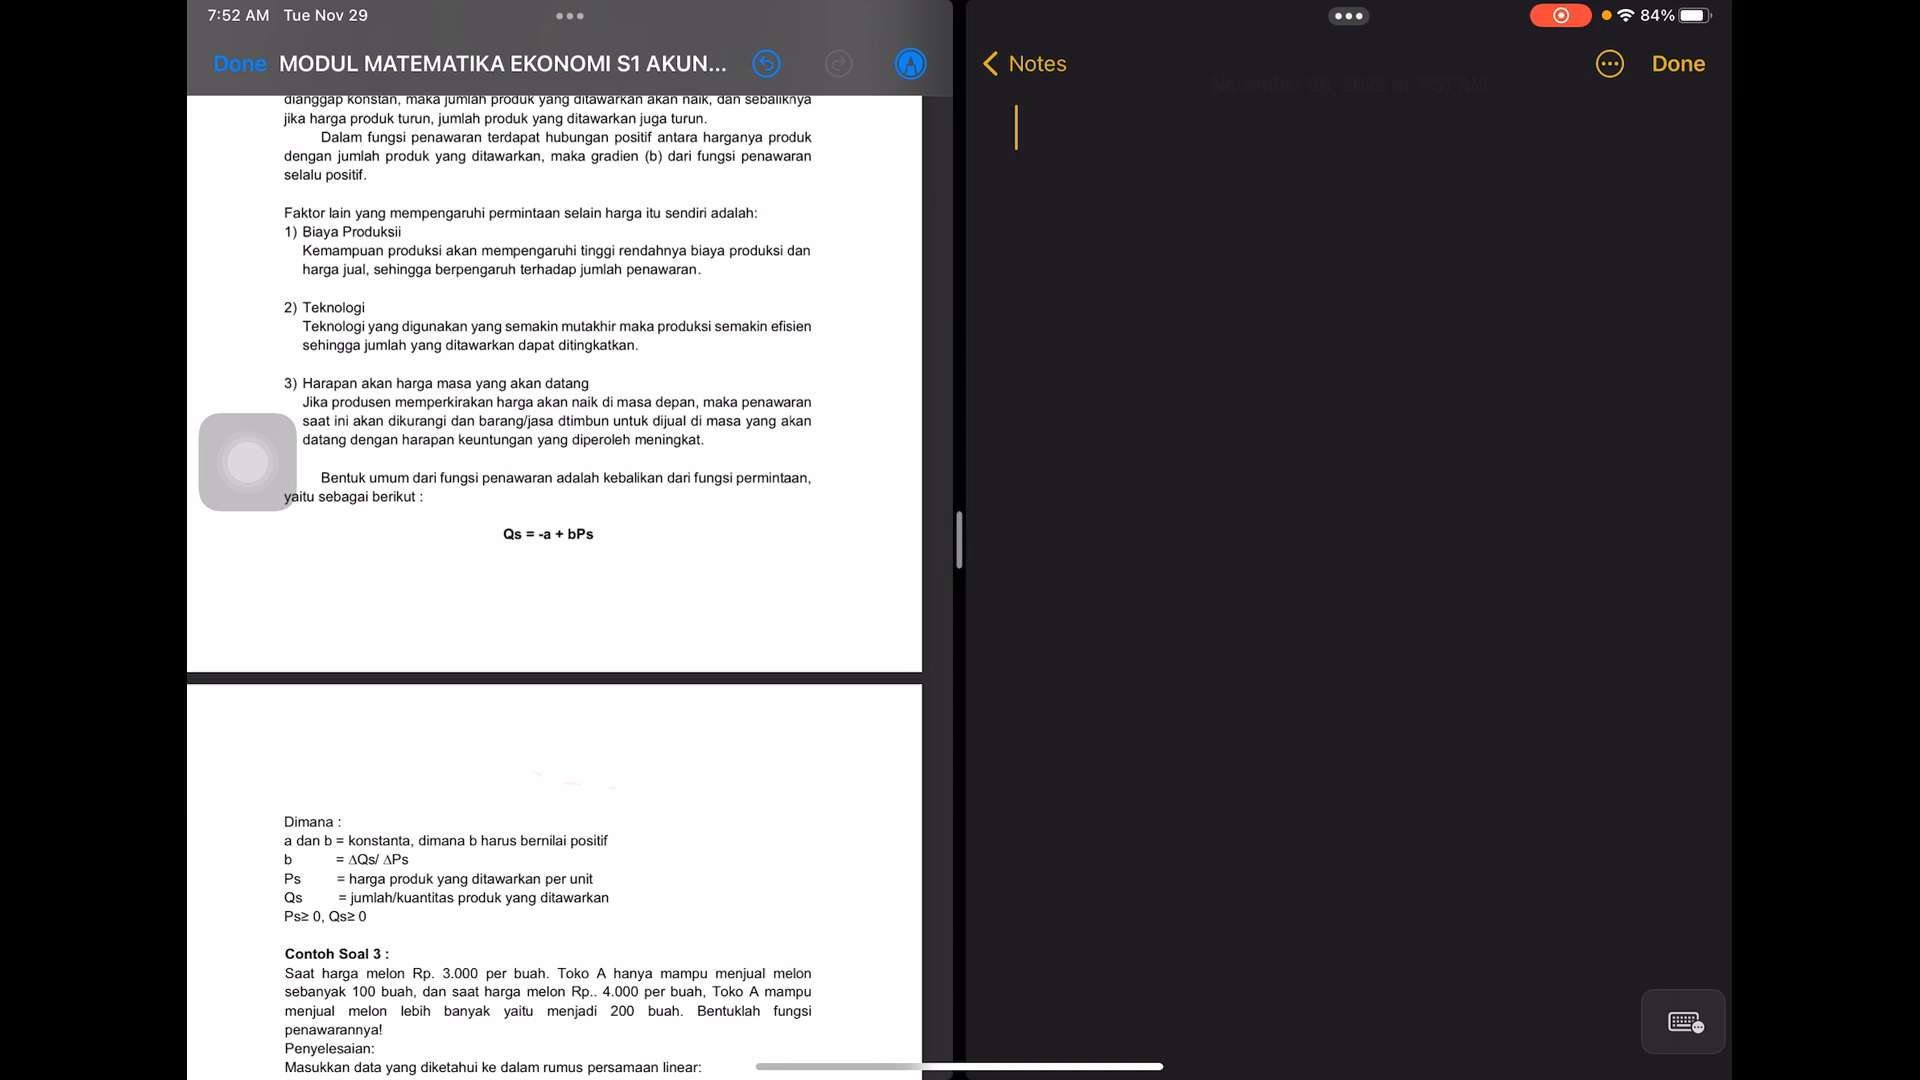 7:52 AM Tue Nov 29
84%
Done MODUL MATEMATIKA EKONOMI S1 AKUN...
Notes
Done
November 29, 2022 at 7:51 AM
dianggap konstan, maka jumlah produk yang ditawarkan akan naik, dan sebaliknya
jika harga produk turun, jumlah produk yang ditawarkan juga turun.
Dalam fungsi penawaran terdapat hubungan positif antara harganya produk
dengan jumlah produk yang ditawarkan, maka gradien (b) dari fungsi penawaran
selalu positif.
Faktor lain yang mempengaruhi permintaan selain harga itu sendiri adalah:
1) Biaya Produksii
Kemampuan produksi akan mempengaruhi tinggi rendahnya biaya produksi dan
harga jual, sehingga berpengaruh terhadap jumlah penawaran.
2) Teknologi
Teknologi yang digunakan yang semakin mutakhir maka produksi semakin efisien
sehingga jumlah yang ditawarkan dapat ditingkatkan.
3) Harapan akan harga masa yang akan datang
Jika produsen memperkirakan harga akan naik di masa depan, maka penawaran
saat ini akan dikurangi dan barang/jasa dtimbun untuk dijual di masa yang akan
datang dengan harapan keuntungan yang diperoleh meningkat.
Bentuk umum dari fungsi penawaran adalah kebalikan dari fungsi permintaan,
yaitu sebagai berikut :
Qs = -a + bPs
Dimana :
a dan b = konstanta, dimana b harus bernilai positif
b = ΔQs/ ΔPs
Ps = harga produk yang ditawarkan per unit
Qs = jumlah/kuantitas produk yang ditawarkan
Ps≥ 0, Qs≥ 0
Contoh Soal 3 :
Saat harga melon Rp. 3.000 per buah. Toko A hanya mampu menjual melon
sebanyak 100 buah, dan saat harga melon Rp.. 4.000 per buah, Toko A mampu
menjual melon lebih banyak yaitu menjadi 200 buah. Bentuklah fungsi
penawarannya!
Penyelesaian:
Masukkan data yang diketahui ke dalam rumus persamaan linear: